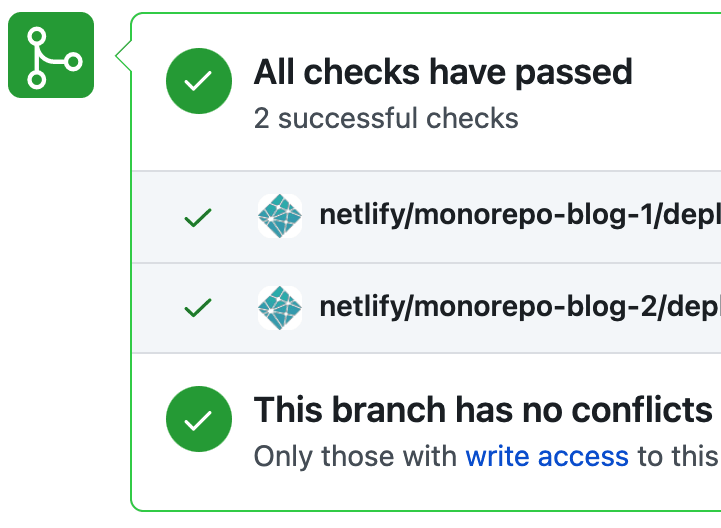 All checks have passed
2 successful checks
netlify/monorepo-blog-1/depl
netlify/monorepo-blog-2/depl
This branch has no conflicts
Only those with write access to this